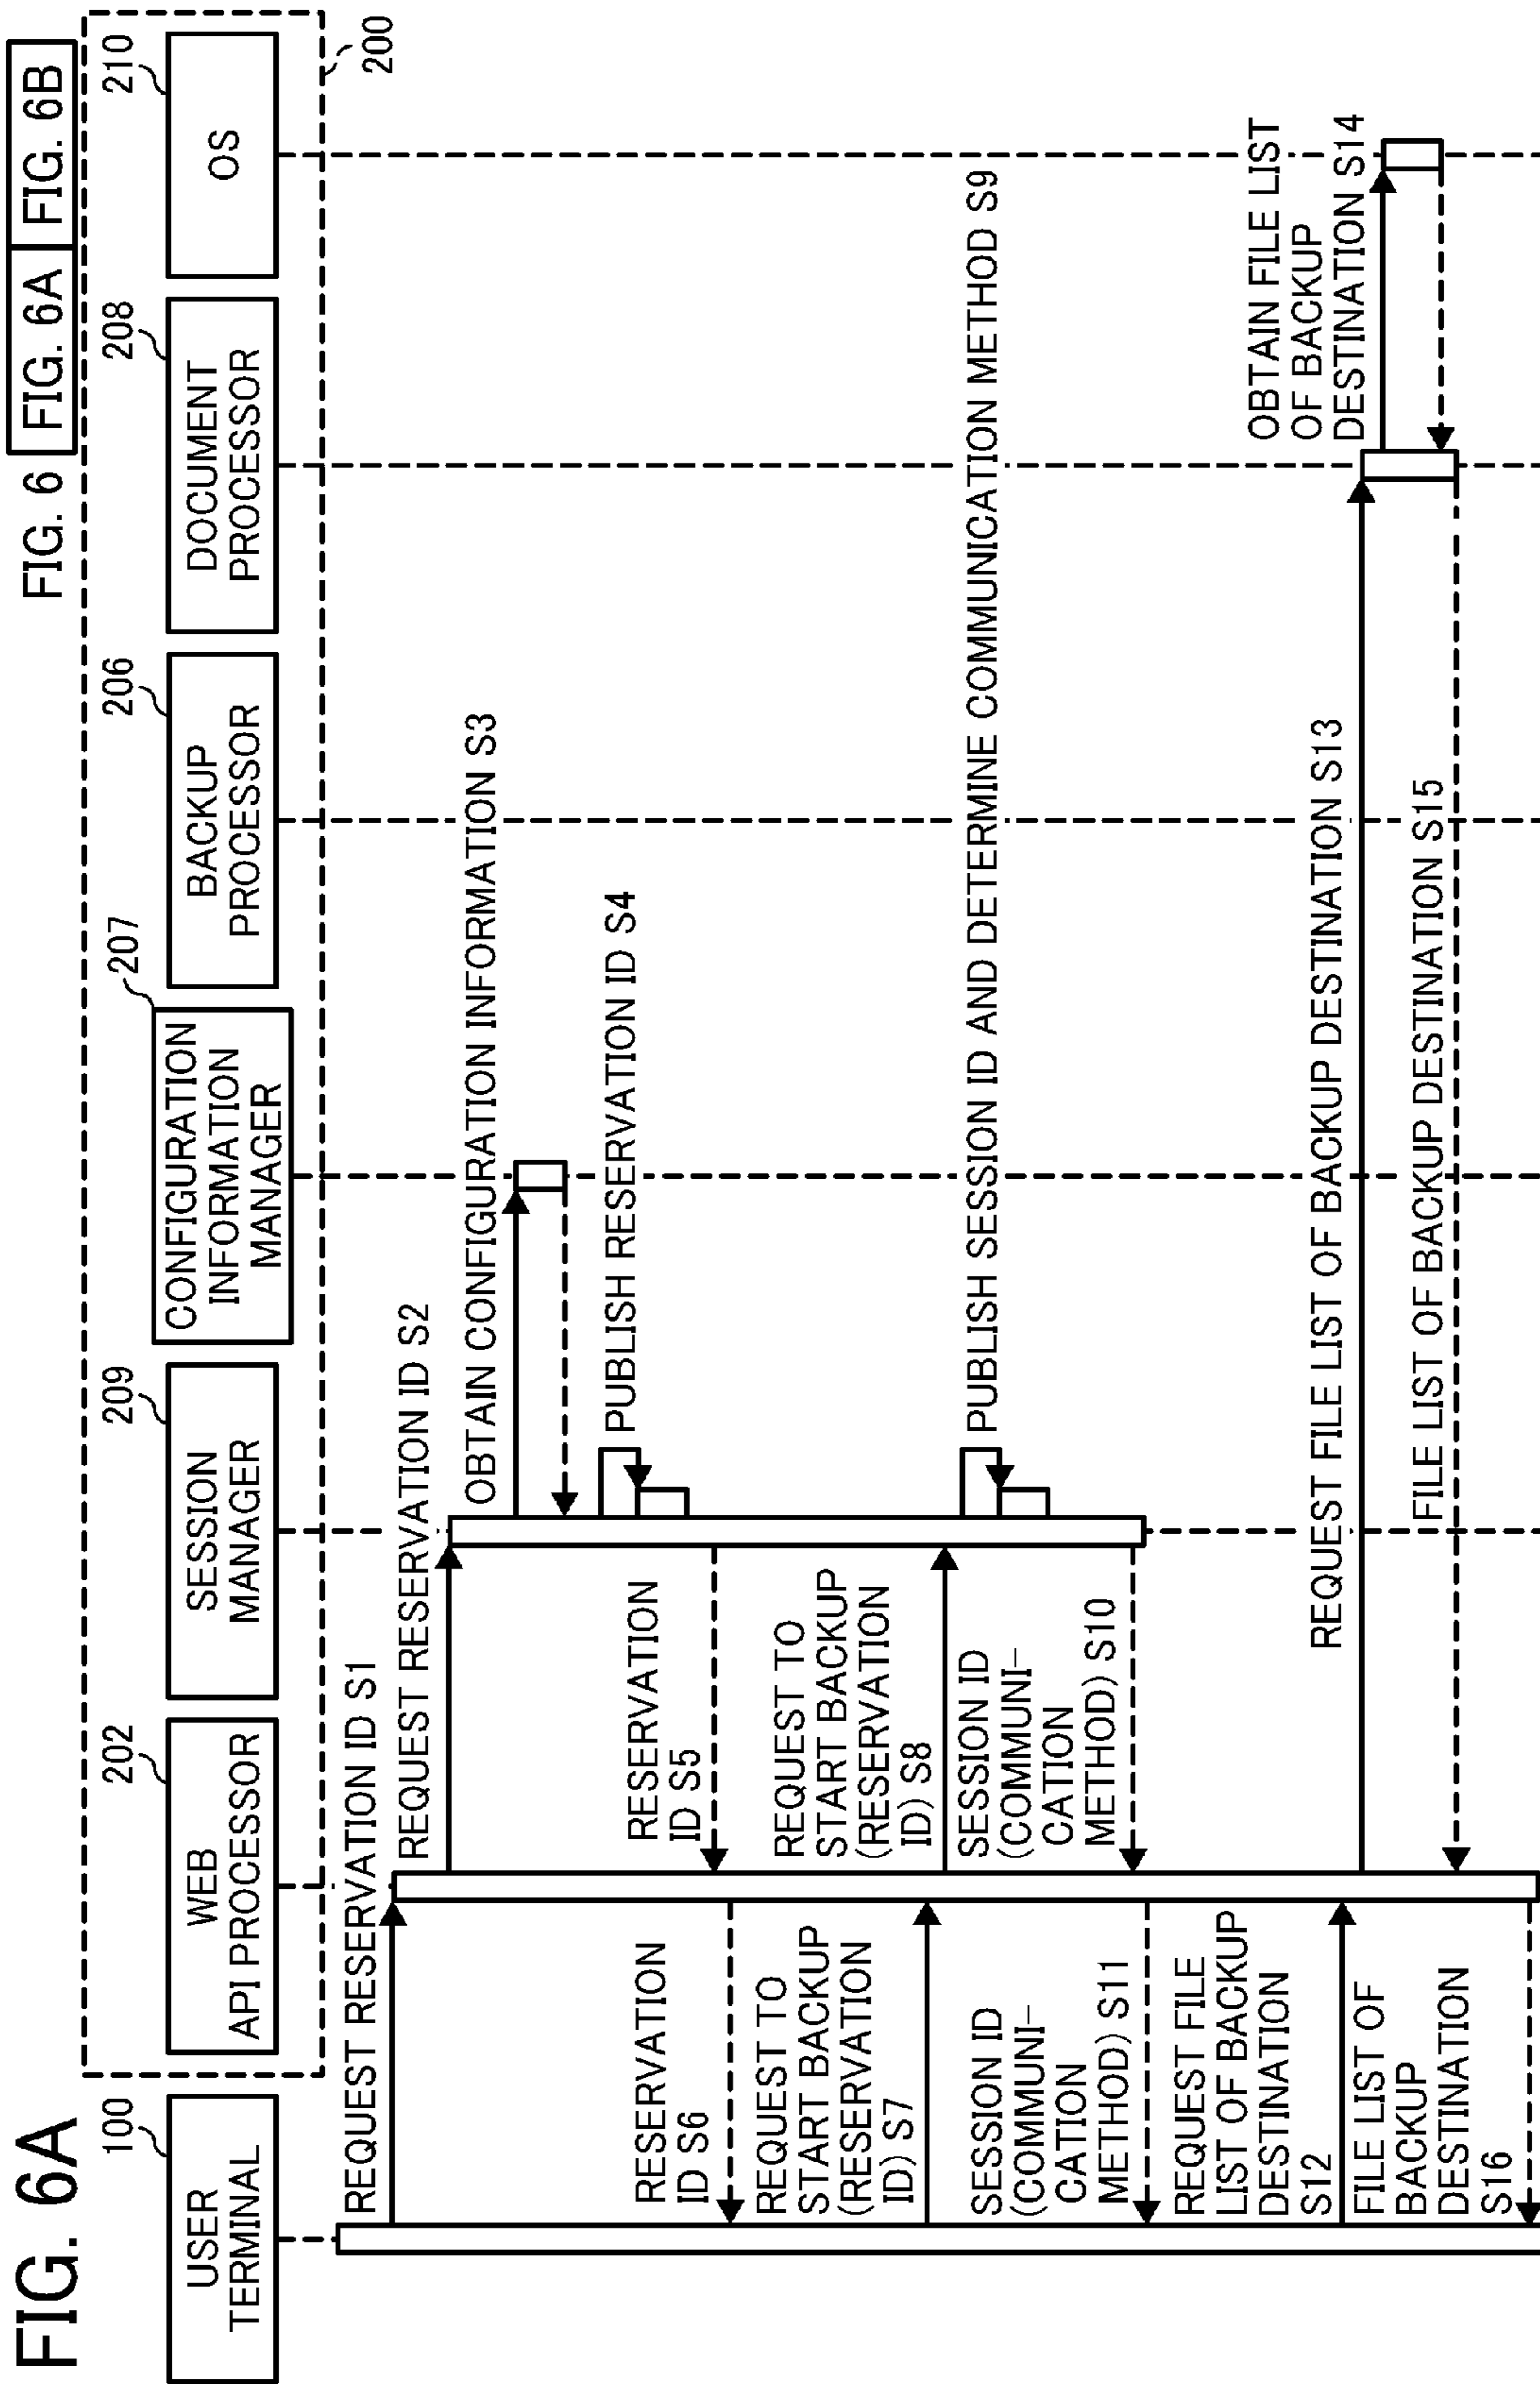 FIG. 6A
FIG. 6
FIG. 6A
FIG. 6B
100
USER
TERMINAL
202
WEB
API PROCESSOR
209
SESSION
MANAGER
207
CONFIGURATION
INFORMATION
MANAGER
206
BACKUP
PROCESSOR
208
DOCUMENT
PROCESSOR
210
OS
200
REQUEST RESERVATION ID S1
REQUEST RESERVATION ID S2
OBTAIN CONFIGURATION INFORMATION S3
PUBLISH RESERVATION ID S4
RESERVATION
ID S5
RESERVATION
ID S6
REQUEST TO
START BACKUP
(RESERVATION
ID) S7
REQUEST TO
START BACKUP
(RESERVATION
ID) S8
PUBLISH SESSION ID AND DETERMINE COMMUNICATION METHOD S9
SESSION ID
(COMMUNI-
CATION
METHOD) S10
SESSION ID
(COMMUNI-
CATION
METHOD) S11
REQUEST FILE
LIST OF BACKUP
DESTINATION
S12
REQUEST FILE LIST OF BACKUP DESTINATION S13
OBTAIN FILE LIST
OF BACKUP
DESTINATION S14
FILE LIST OF BACKUP DESTINATION S15
FILE LIST OF
BACKUP
DESTINATION
S16